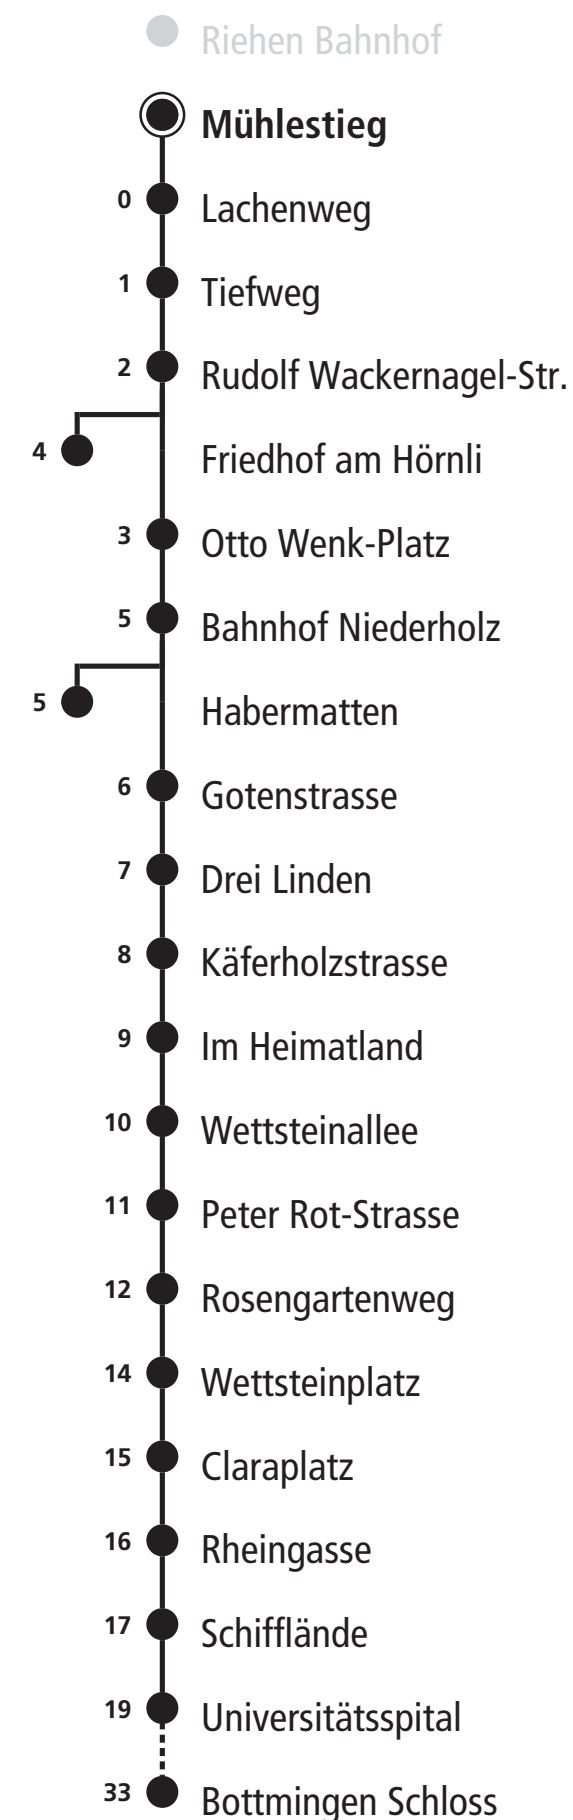 Riehen Bahnhof
Mühlestieg
0 Lachenweg
1 Tiefweg
2 Rudolf Wackernagel-Str.
4 Friedhof am Hörnli
3 Otto Wenk-Platz
5 Bahnhof Niederholz
5 Habermatten
6 Gotenstrasse
7 Drei Linden
8 Käferholzstrasse
9 Im Heimatland
10 Wettsteinallee
11 Peter Rot-Strasse
12 Rosengartenweg
14 Wettsteinplatz
15 Claraplatz
16 Rheingasse
17 Schifflände
19 Universitätsspital
33 Bottmingen Schloss